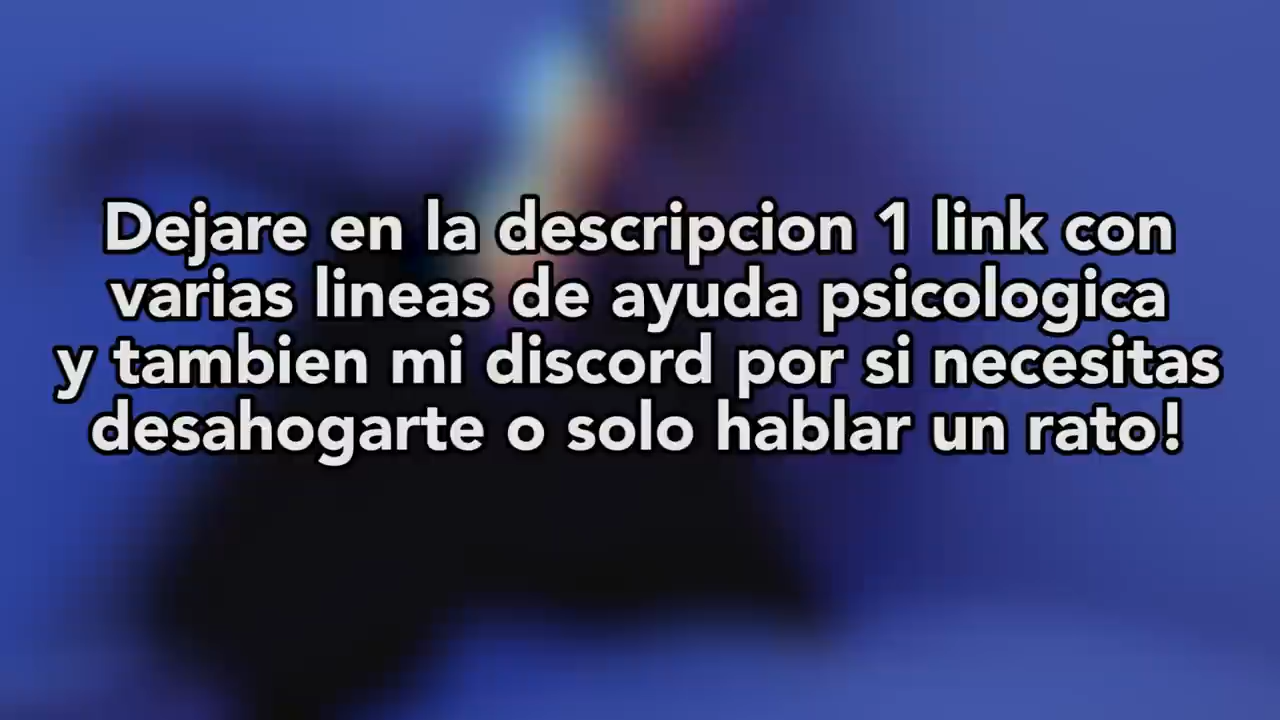 Dejare en la descripcion 1 link con
varias lineas de ayuda psicologica
y tambien mi discord por si necesitas
desahogarte o solo hablar un rato!